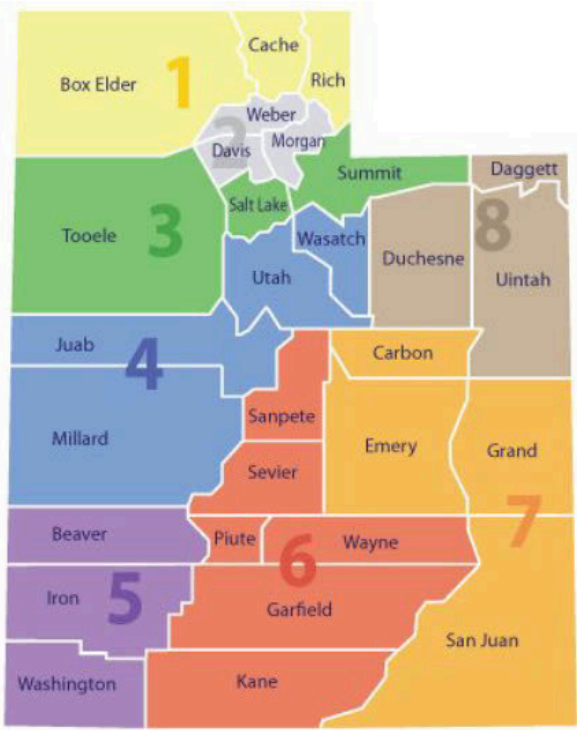 Cache
Box Elder
1
Rich
Weber
2
Morgan
Davis
Summit
Daggett
Salt Lake
Tooele
3
Wasatch
8
Duchesne
Utah
Uintah
Juab
4
Carbon
Sanpete
Millard
Emery
Grand
Sevier
7
Beaver
Piute
Wayne
6
Iron
5
Garfield
San Juan
Washington
Kane